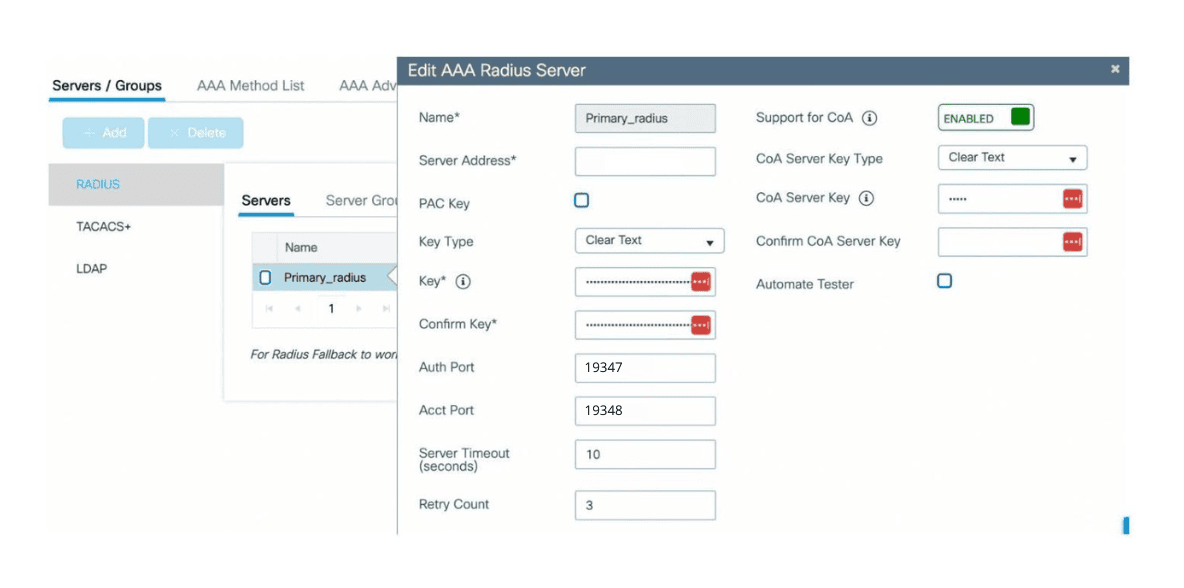 Servers / Groups
AAA Method List
AAA Adv
+ Add
× Delete
RADIUS
TACACS+
LDAP
Servers
Server Grou
Name
Primary_radius
1
For Radius Fallback to wor
Edit AAA Radius Server
Name*
Primary_radius
Server Address*
PAC Key
Key Type
Clear Text
Key*
Confirm Key*
Auth Port
19347
Acct Port
19348
Server Timeout
(seconds)
10
Retry Count
3
Support for CoA
ENABLED
CoA Server Key Type
Clear Text
CoA Server Key
Confirm CoA Server Key
Automate Tester